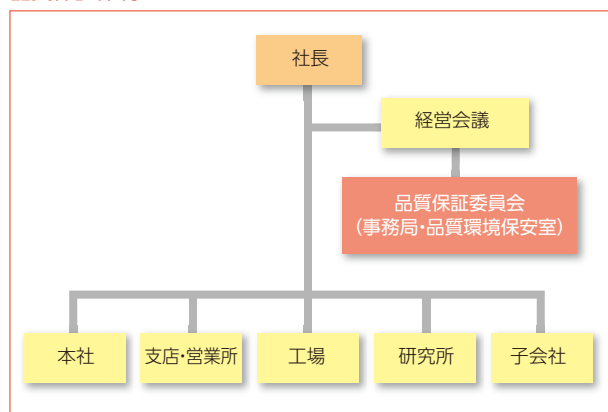 社長
経営会議
品質保証委員会
（事務局・品質環境保安室）
本社
支店・営業所
工場
研究所
子会社